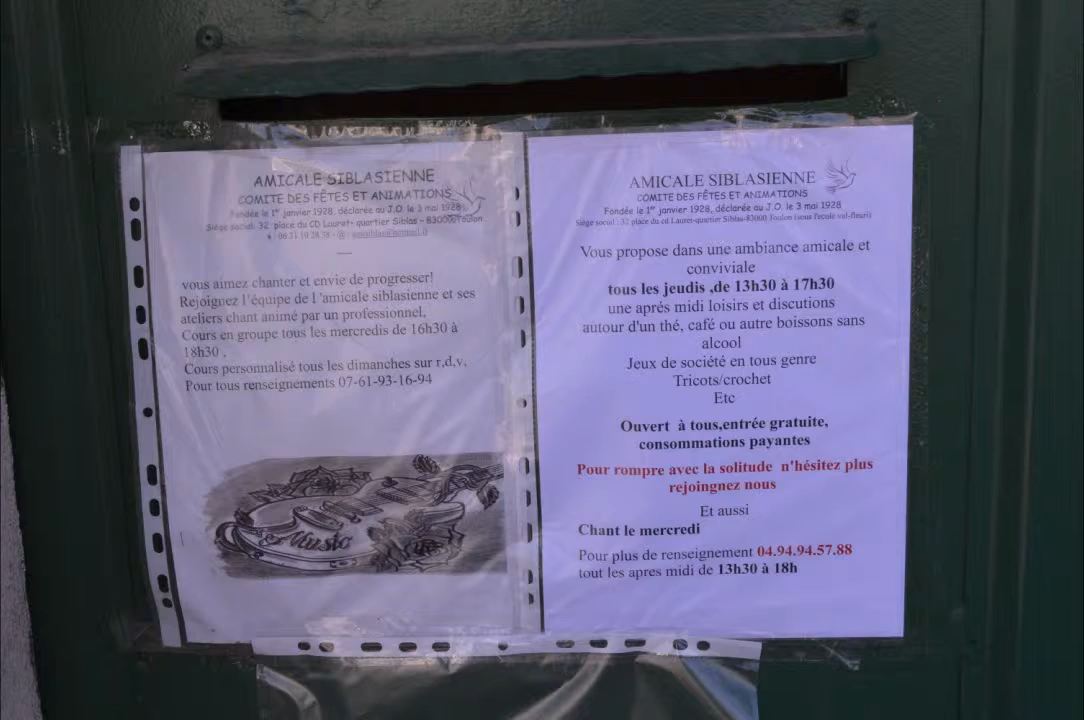 AMICALE SIBLASIENNE
COMITE DES FÊTES ET ANIMATIONS
Fondée le 1er janvier 1928, déclarée au J.O. le 3 mai 1928
Siège social: 32 place du CD Lauret- quartier Siblas - 83000 Toulon
vous aimez chanter et envie de progresser!
Rejoignez l'équipe de l 'amicale siblasienne et ses
ateliers chant animé par un professionnel,
Cours en groupe tous les mercredis de 16h30 à
18h30 ,
Cours personnalisé tous les dimanches sur r,d,v,
Pour tous renseignements 07-61-93-16-94
Music
AMICALE SIBLASIENNE
COMITE DES FÊTES ET ANIMATIONS
Fondée le 1er janvier 1928, déclarée au J.O. le 3 mai 1928
Siège social : 32 place du cd Lauret-quartier Siblas-83000 Toulon (sous l'ecole val-fleuri)
Vous propose dans une ambiance amicale et
conviviale
tous les jeudis ,de 13h30 à 17h30
une aprés midi loisirs et discutions
autour d'un thé, café ou autre boissons sans
alcool
Jeux de société en tous genre
Tricots/crochet
Etc
Ouvert à tous,entrée gratuite,
consommations payantes
Pour rompre avec la solitude n'hésitez plus
rejoingnez nous
Et aussi
Chant le mercredi
Pour plus de renseignement 04.94.94.57.88
tout les apres midi de 13h30 à 18h